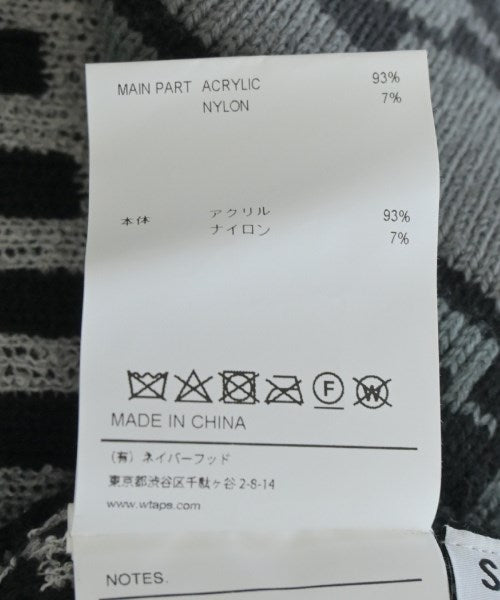 MAIN PART ACRYLIC 93%
NYLON 7%
本体 アクリル 93%
ナイロン 7%
F W
MADE IN CHINA
(有) ネイバーフッド
東京都渋谷区千駄ヶ谷2-8-14
www.wtaps.com
NOTES.
S